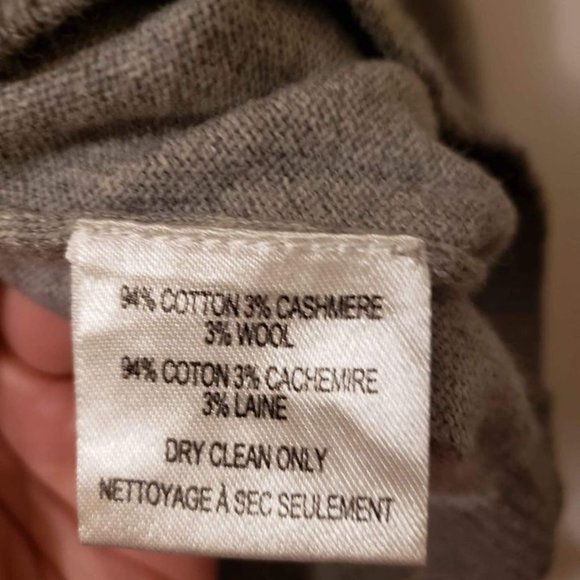 94% COTTON 3% CASHMERE
3% WOOL
94% COTON 3% CACHEMIRE
3% LAINE
DRY CLEAN ONLY
NETTOYAGE À SEC SEULEMENT